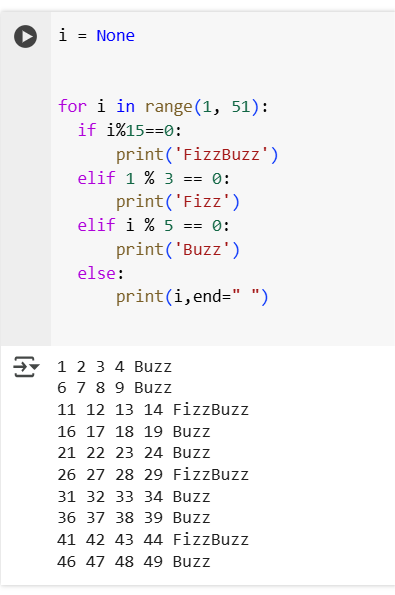 i = None
for i in range(1, 51):
  if i%15==0:
      print('FizzBuzz')
  elif 1 % 3 == 0:
      print('Fizz')
  elif i % 5 == 0:
      print('Buzz')
  else:
      print(i,end=" ")
1 2 3 4 Buzz
6 7 8 9 Buzz
11 12 13 14 FizzBuzz
16 17 18 19 Buzz
21 22 23 24 Buzz
26 27 28 29 FizzBuzz
31 32 33 34 Buzz
36 37 38 39 Buzz
41 42 43 44 FizzBuzz
46 47 48 49 Buzz